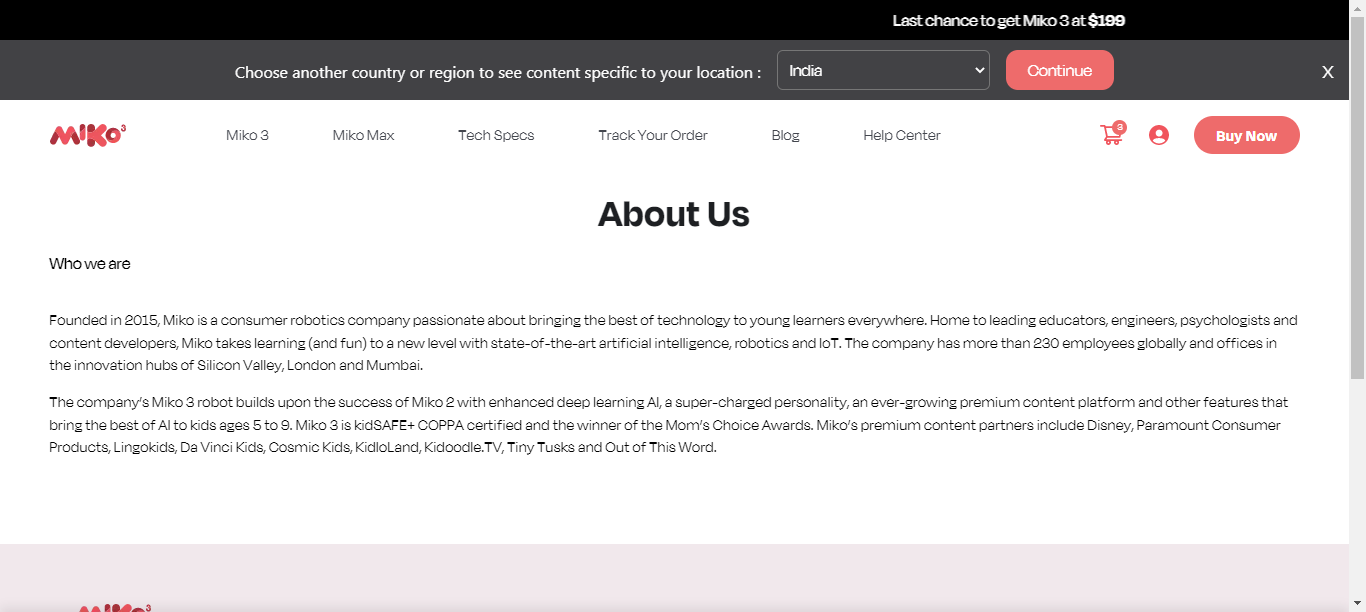 Last chance to get Miko 3 at $199
Choose another country or region to see content specific to your location :
India
Continue
X
MIKO3
Miko 3
Miko Max
Tech Specs
Track Your Order
Blog
Help Center
3
Buy Now
About Us
Who we are
Founded in 2015, Miko is a consumer robotics company passionate about bringing the best of technology to young learners everywhere. Home to leading educators, engineers, psychologists and
content developers, Miko takes learning (and fun) to a new level with state-of-the-art artificial intelligence, robotics and IoT. The company has more than 230 employees globally and offices in
the innovation hubs of Silicon Valley, London and Mumbai.
The company's Miko 3 robot builds upon the success of Miko 2 with enhanced deep learning AI, a super-charged personality, an ever-growing premium content platform and other features that
bring the best of AI to kids ages 5 to 9. Miko 3 is kidSAFE+ COPPA certified and the winner of the Mom's Choice Awards. Miko's premium content partners include Disney, Paramount Consumer
Products, Lingokids, Da Vinci Kids, Cosmic Kids, KidloLand, Kidoodle.TV, Tiny Tusks and Out of This Word.
MIKO3